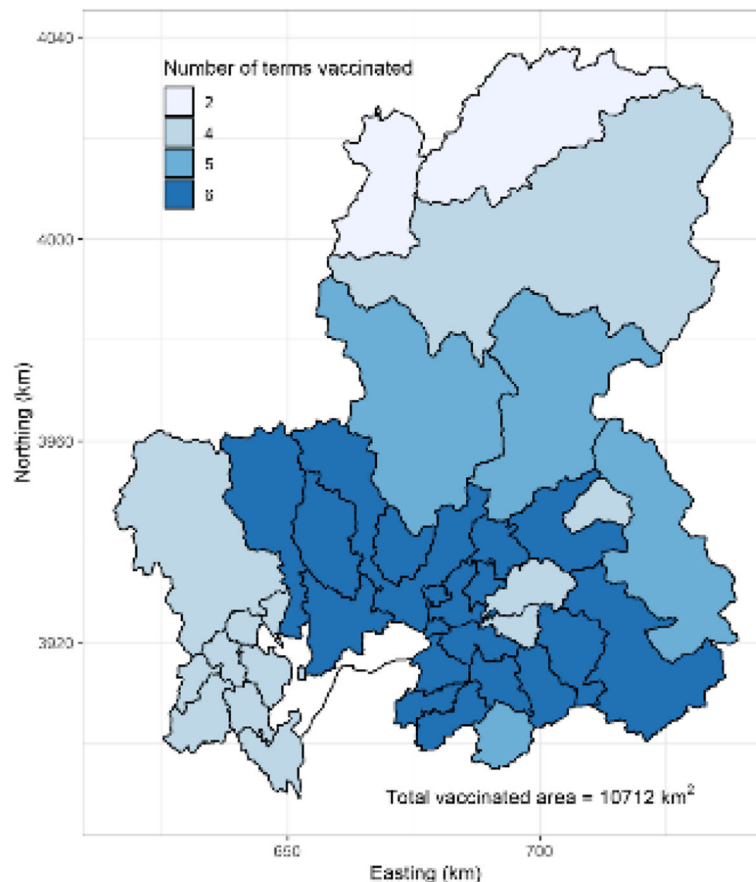 4040
Number of terms vaccinated
2
4
5
6
4000
3960
3920
Northing (km)
Total vaccinated area = 10712 km²
650
700
Easting (km)